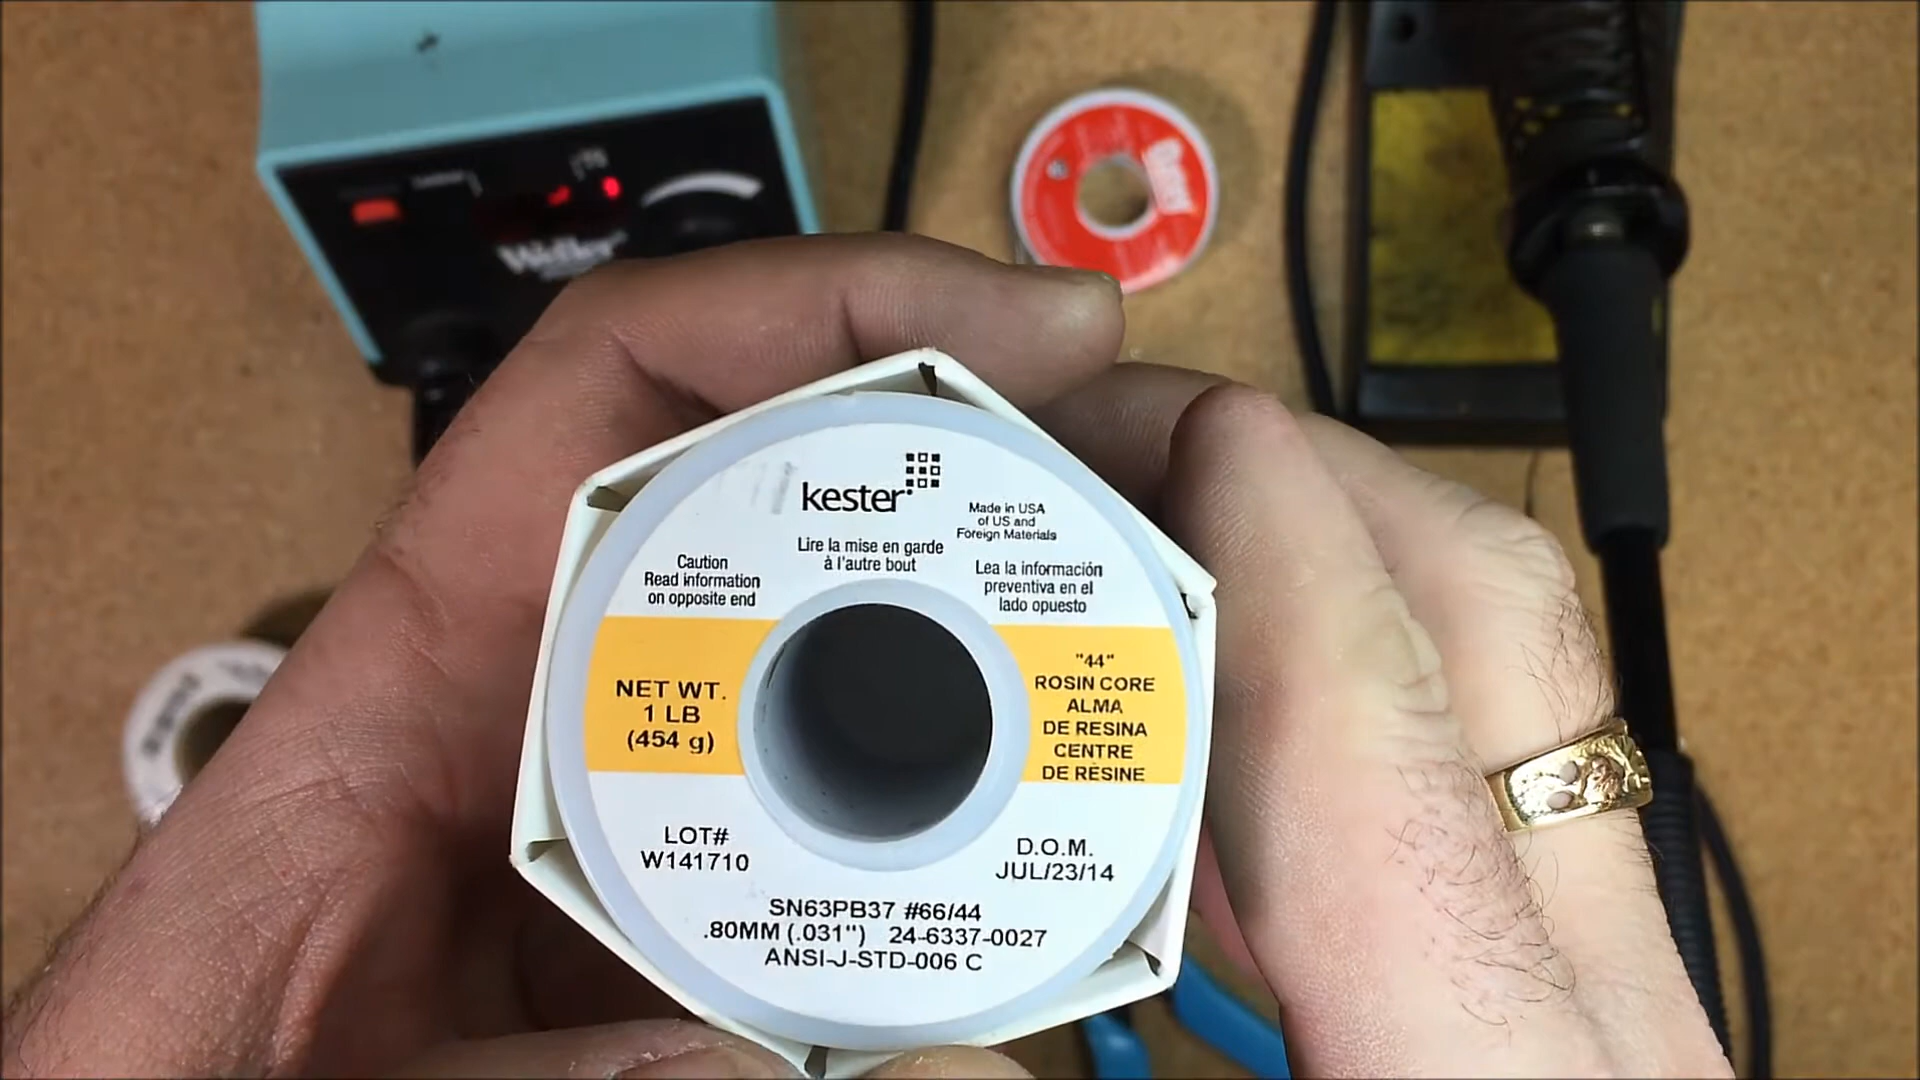 Weller
kester
Made in USA
of US and
Foreign Materials
Lire la mise en garde
à l'autre bout
Caution
Read information
on opposite end
Lea la información
preventiva en el
lado opuesto
NET WT.
1 LB
(454 g)
"44"
ROSIN CORE
ALMA
DE RESINA
CENTRE
DE RÉSINE
LOT#
W141710
D.O.M.
JUL/23/14
SN63PB37 #66/44
.80MM (.031") 24-6337-0027
ANSI-J-STD-006 C